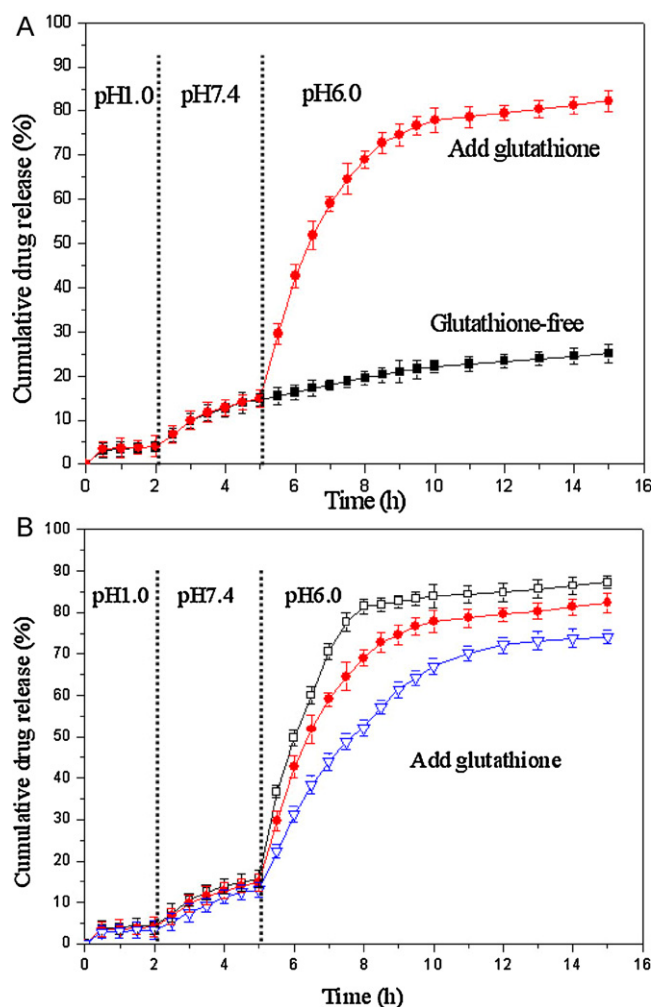 A
100
90
80
70
60
50
40
30
20
10
0
Cumulative drug release (%)
pH1.0 pH7.4 pH6.0
Add glutathione
Glutathione-free
0 2 4 6 8 10 12 14 16
Time (h)
B
100
90
80
70
60
50
40
30
20
10
0
Cumulative drug release (%)
pH1.0 pH7.4 pH6.0
Add glutathione
0 2 4 6 8 10 12 14 16
Time (h)